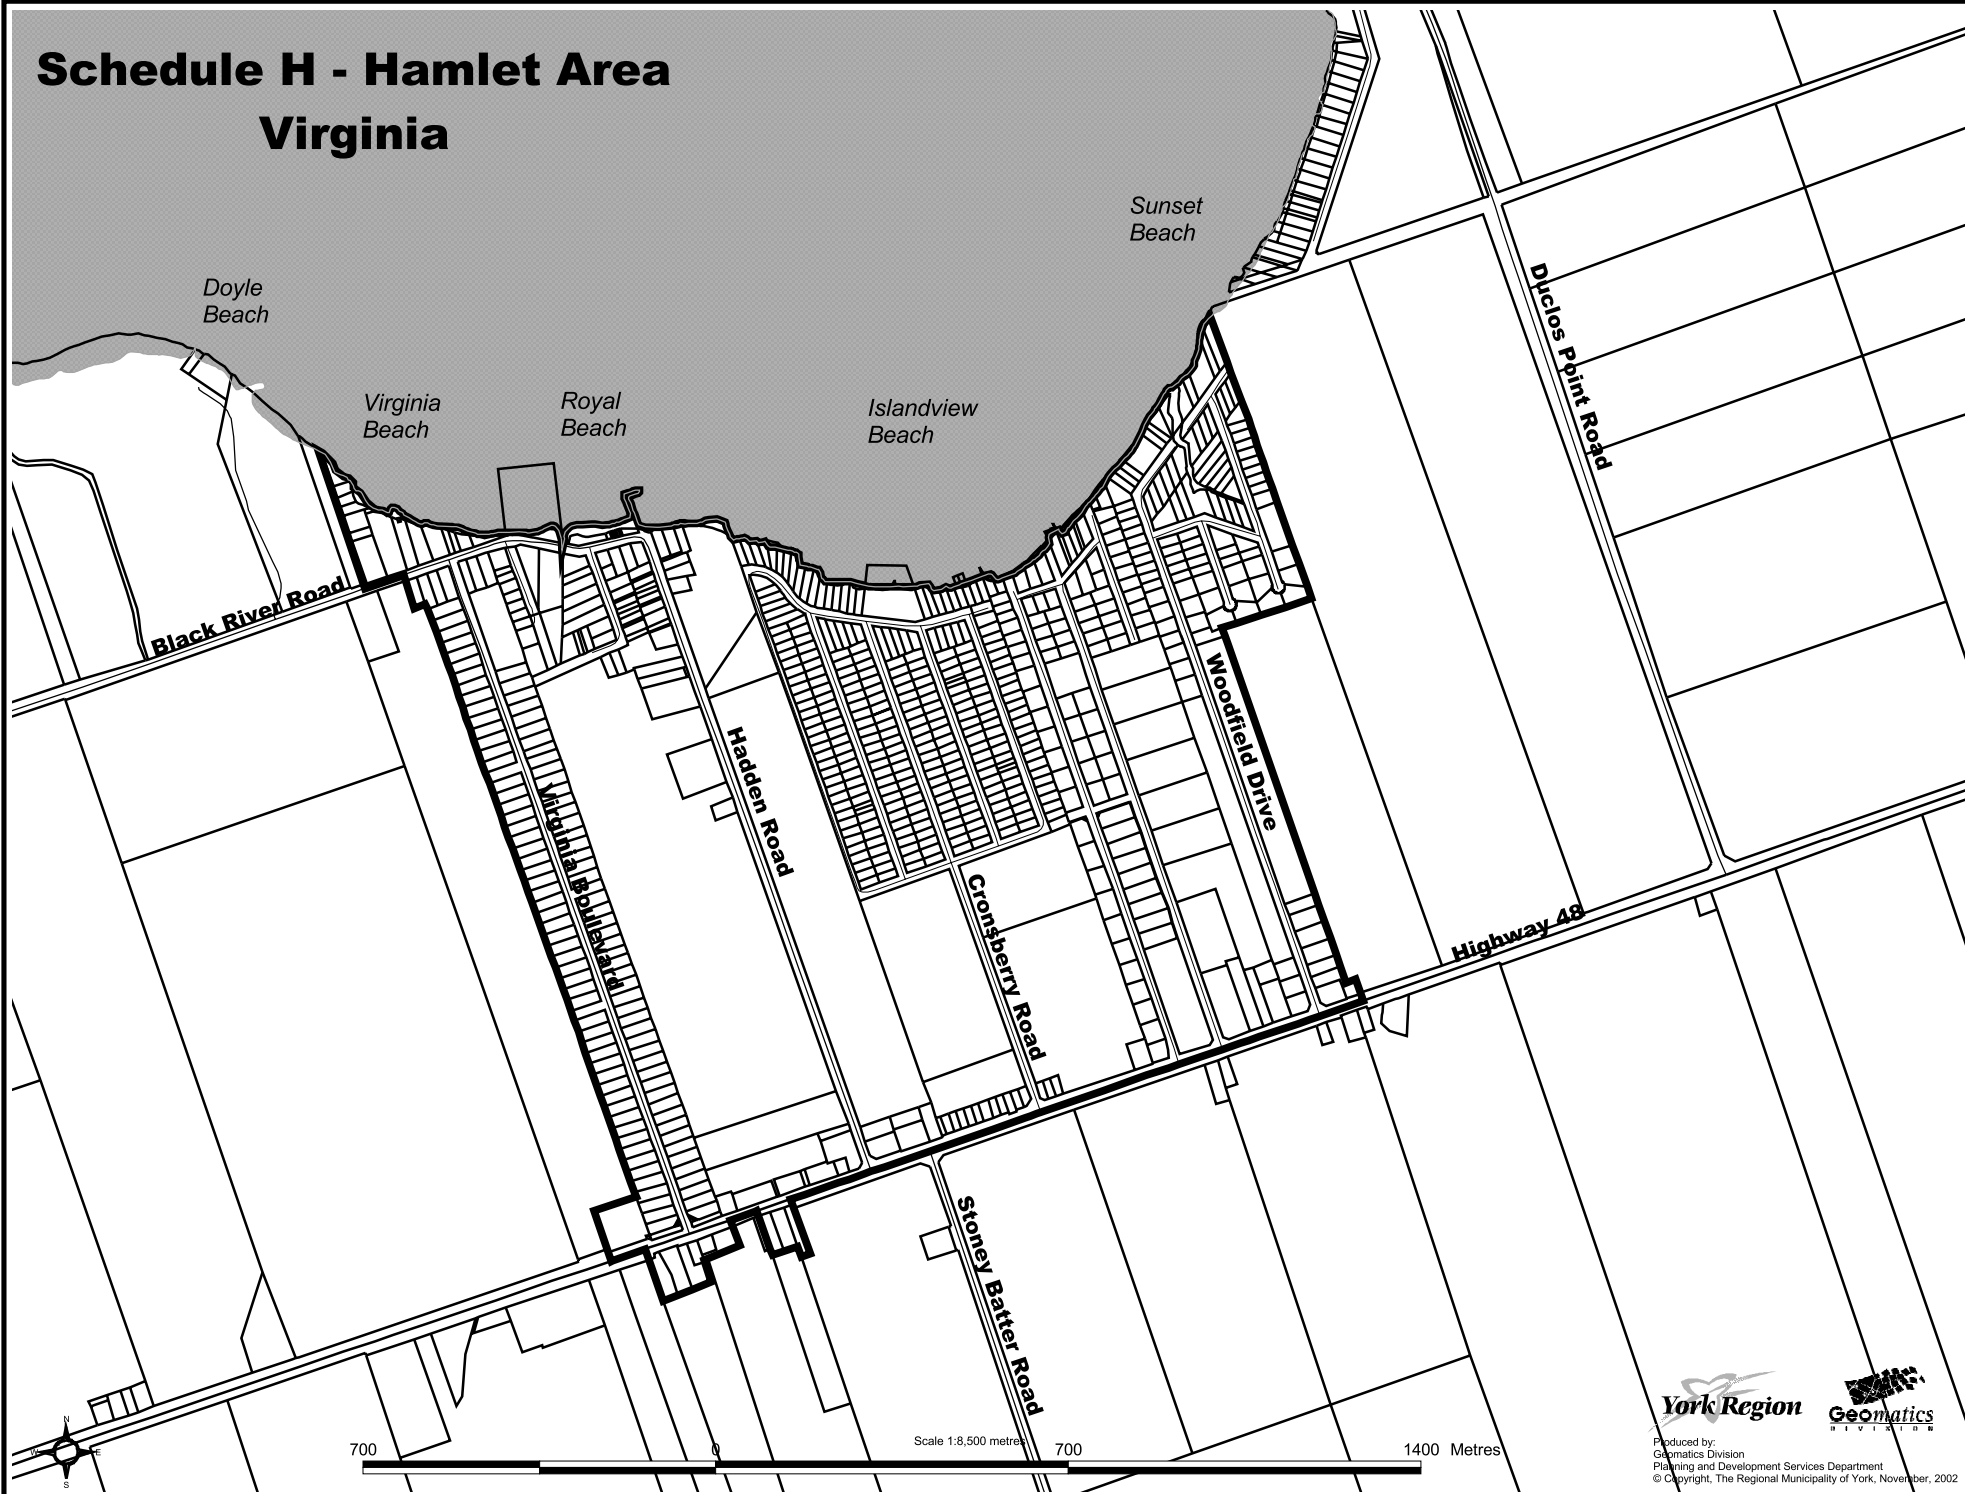 Schedule H - Hamlet Area
Virginia
Sunset
Beach
Doyle
Beach
Virginia
Beach
Royal
Beach
Islandview
Beach
Duclos Point Road
Black River Road
Woodfield Drive
Hadden Road
Virginia Boulevard
Cronsberry Road
Highway 48
Stoney Batter Road
N
W
E
S
700
0
Scale 1:8,500 metres
700
1400 Metres
York Region
Geomatics
DIVISION
Produced by:
Geomatics Division
Planning and Development Services Department
© Copyright, The Regional Municipality of York, November, 2002